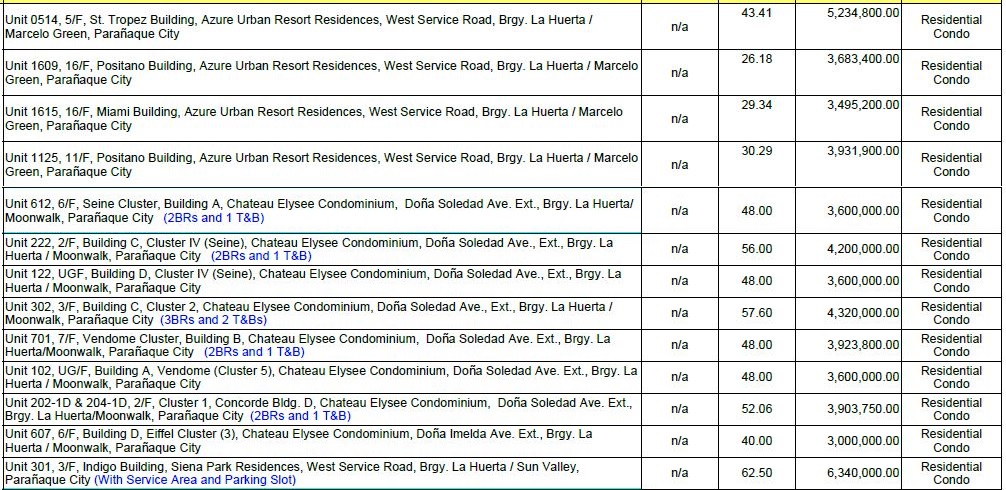 Unit 0514, 5/F, St. Tropez Building, Azure Urban Resort Residences, West Service Road, Brgy. La Huerta /
Marcelo Green, Parañaque City
n/a
43.41
5,234,800.00
Residential
Condo
Unit 1609, 16/F, Positano Building, Azure Urban Resort Residences, West Service Road, Brgy. La Huerta / Marcelo
Green, Parañaque City
n/a
26.18
3,683,400.00
Residential
Condo
Unit 1615, 16/F, Miami Building, Azure Urban Resort Residences, West Service Road, Brgy. La Huerta / Marcelo
Green, Parañaque City
n/a
29.34
3,495,200.00
Residential
Condo
Unit 1125, 11/F, Positano Building, Azure Urban Resort Residences, West Service Road, Brgy. La Huerta / Marcelo
Green, Parañaque City
n/a
30.29
3,931,900.00
Residential
Condo
Unit 612, 6/F, Seine Cluster, Building A, Chateau Elysee Condominium, Doña Soledad Ave. Ext., Brgy. La Huerta/
Moonwalk, Parañaque City (2BRs and 1 T&B)
n/a
48.00
3,600,000.00
Residential
Condo
Unit 222, 2/F, Building C, Cluster IV (Seine), Chateau Elysee Condominium, Doña Soledad Ave., Ext., Brgy. La
Huerta / Moonwalk, Parañaque City (2BRs and 1 T&B)
n/a
56.00
4,200,000.00
Residential
Condo
Unit 122, UGF, Building D, Cluster IV (Seine), Chateau Elysee Condominium, Doña Soledad Ave., Ext., Brgy. La
Huerta / Moonwalk, Parañaque City
n/a
48.00
3,600,000.00
Residential
Condo
Unit 302, 3/F, Building C, Cluster 2, Chateau Elysee Condominium, Doña Soledad Ave., Ext., Brgy. La Huerta /
Moonwalk, Parañaque City (3BRs and 2 T&Bs)
n/a
57.60
4,320,000.00
Residential
Condo
Unit 701, 7/F, Vendome Cluster, Building B, Chateau Elysee Condominium, Doña Soledad Ave. Ext., Brgy. La
Huerta/Moonwalk, Parañaque City (2BRs and 1 T&B)
n/a
48.00
3,923,800.00
Residential
Condo
Unit 102, UG/F, Building A, Vendome (Cluster 5), Chateau Elysee Condominium, Doña Soledad Ave. Ext., Brgy. La
Huerta / Moonwalk, Parañaque City
n/a
48.00
3,600,000.00
Residential
Condo
Unit 202-1D & 204-1D, 2/F, Cluster 1, Concorde Bldg. D, Chateau Elysee Condominium, Doña Soledad Ave. Ext.,
Brgy. La Huerta/Moonwalk, Parañaque City (2BRs and 1 T&B)
n/a
52.06
3,903,750.00
Residential
Condo
Unit 607, 6/F, Building D, Eiffel Cluster (3), Chateau Elysee Condominium, Doña Imelda Ave. Ext., Brgy. La
Huerta / Moonwalk, Parañaque City
n/a
40.00
3,000,000.00
Residential
Condo
Unit 301, 3/F, Indigo Building, Siena Park Residences, West Service Road, Brgy. La Huerta / Sun Valley,
Parañaque City (With Service Area and Parking Slot)
n/a
62.50
6,340,000.00
Residential
Condo